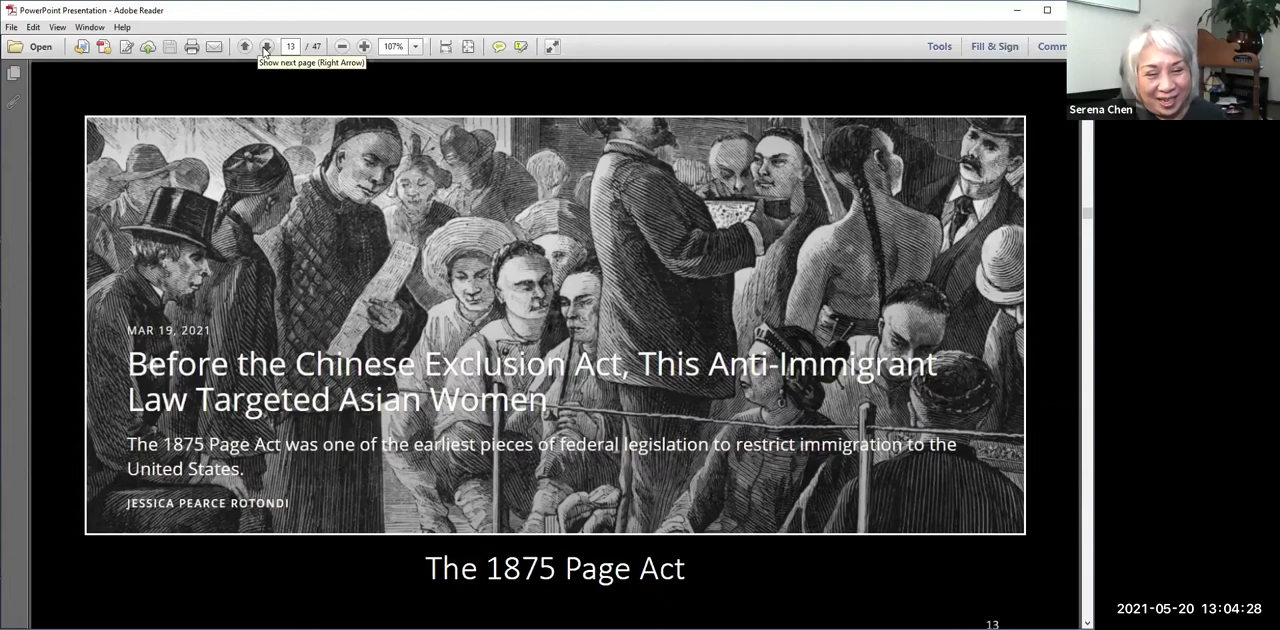 PowerPoint Presentation - Adobe Reader
File Edit View Window Help
Open 13 / 47 107% Tools Fill & Sign Comm
Show next page (Right Arrow)
Serena Chen
MAR 19, 2021
Before the Chinese Exclusion Act, This Anti-Immigrant
Law Targeted Asian Women
The 1875 Page Act was one of the earliest pieces of federal legislation to restrict immigration to the
United States.
JESSICA PEARCE ROTONDI
The 1875 Page Act
13
2021-05-20 13:04:28